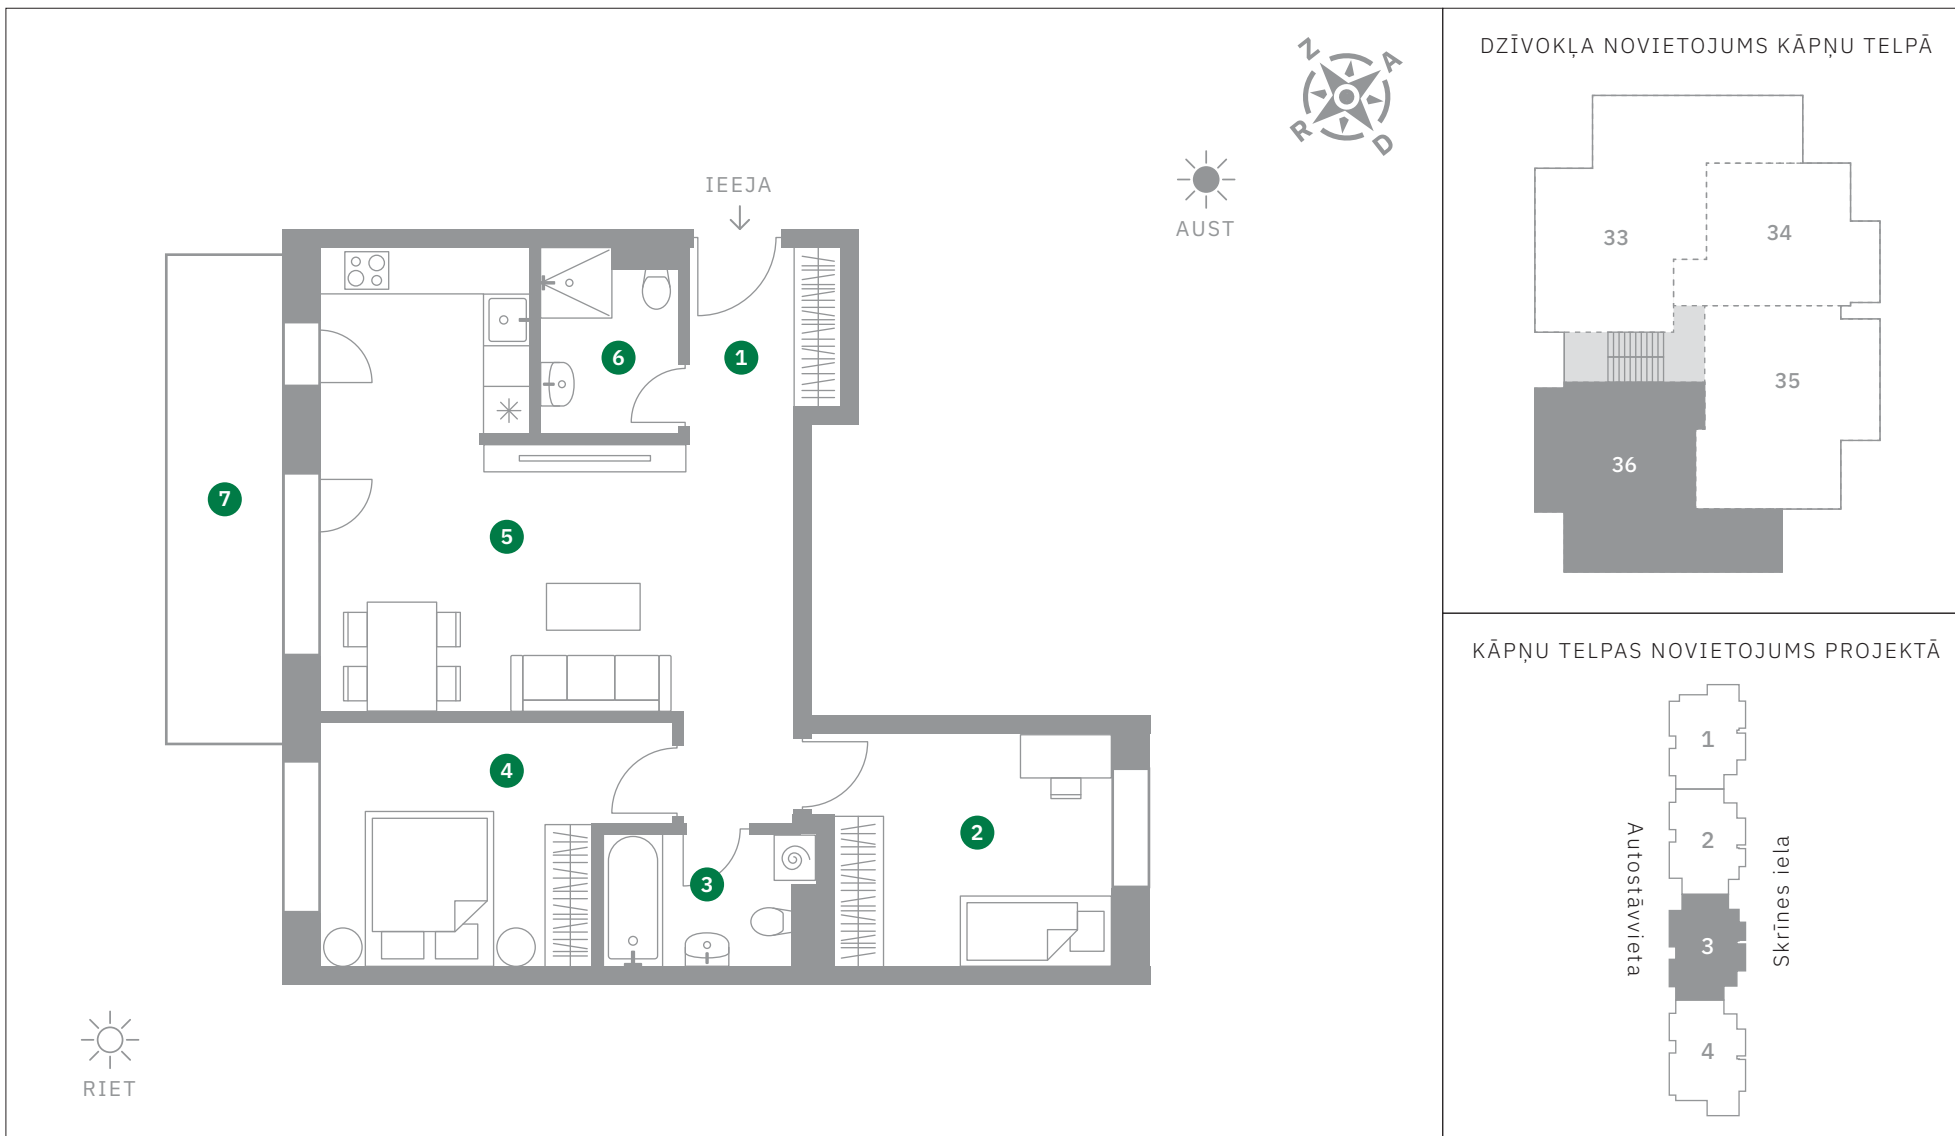 Z
A
R
D
AUST
IEEJA
1
6
7
5
4
2
3
RIET
DZĪVOKĻA NOVIETOJUMS KĀPŅU TELPĀ
33
34
35
36
KĀPŅU TELPAS NOVIETOJUMS PROJEKTĀ
1
2
3
4
Autostāvvieta
Skrīnes iela